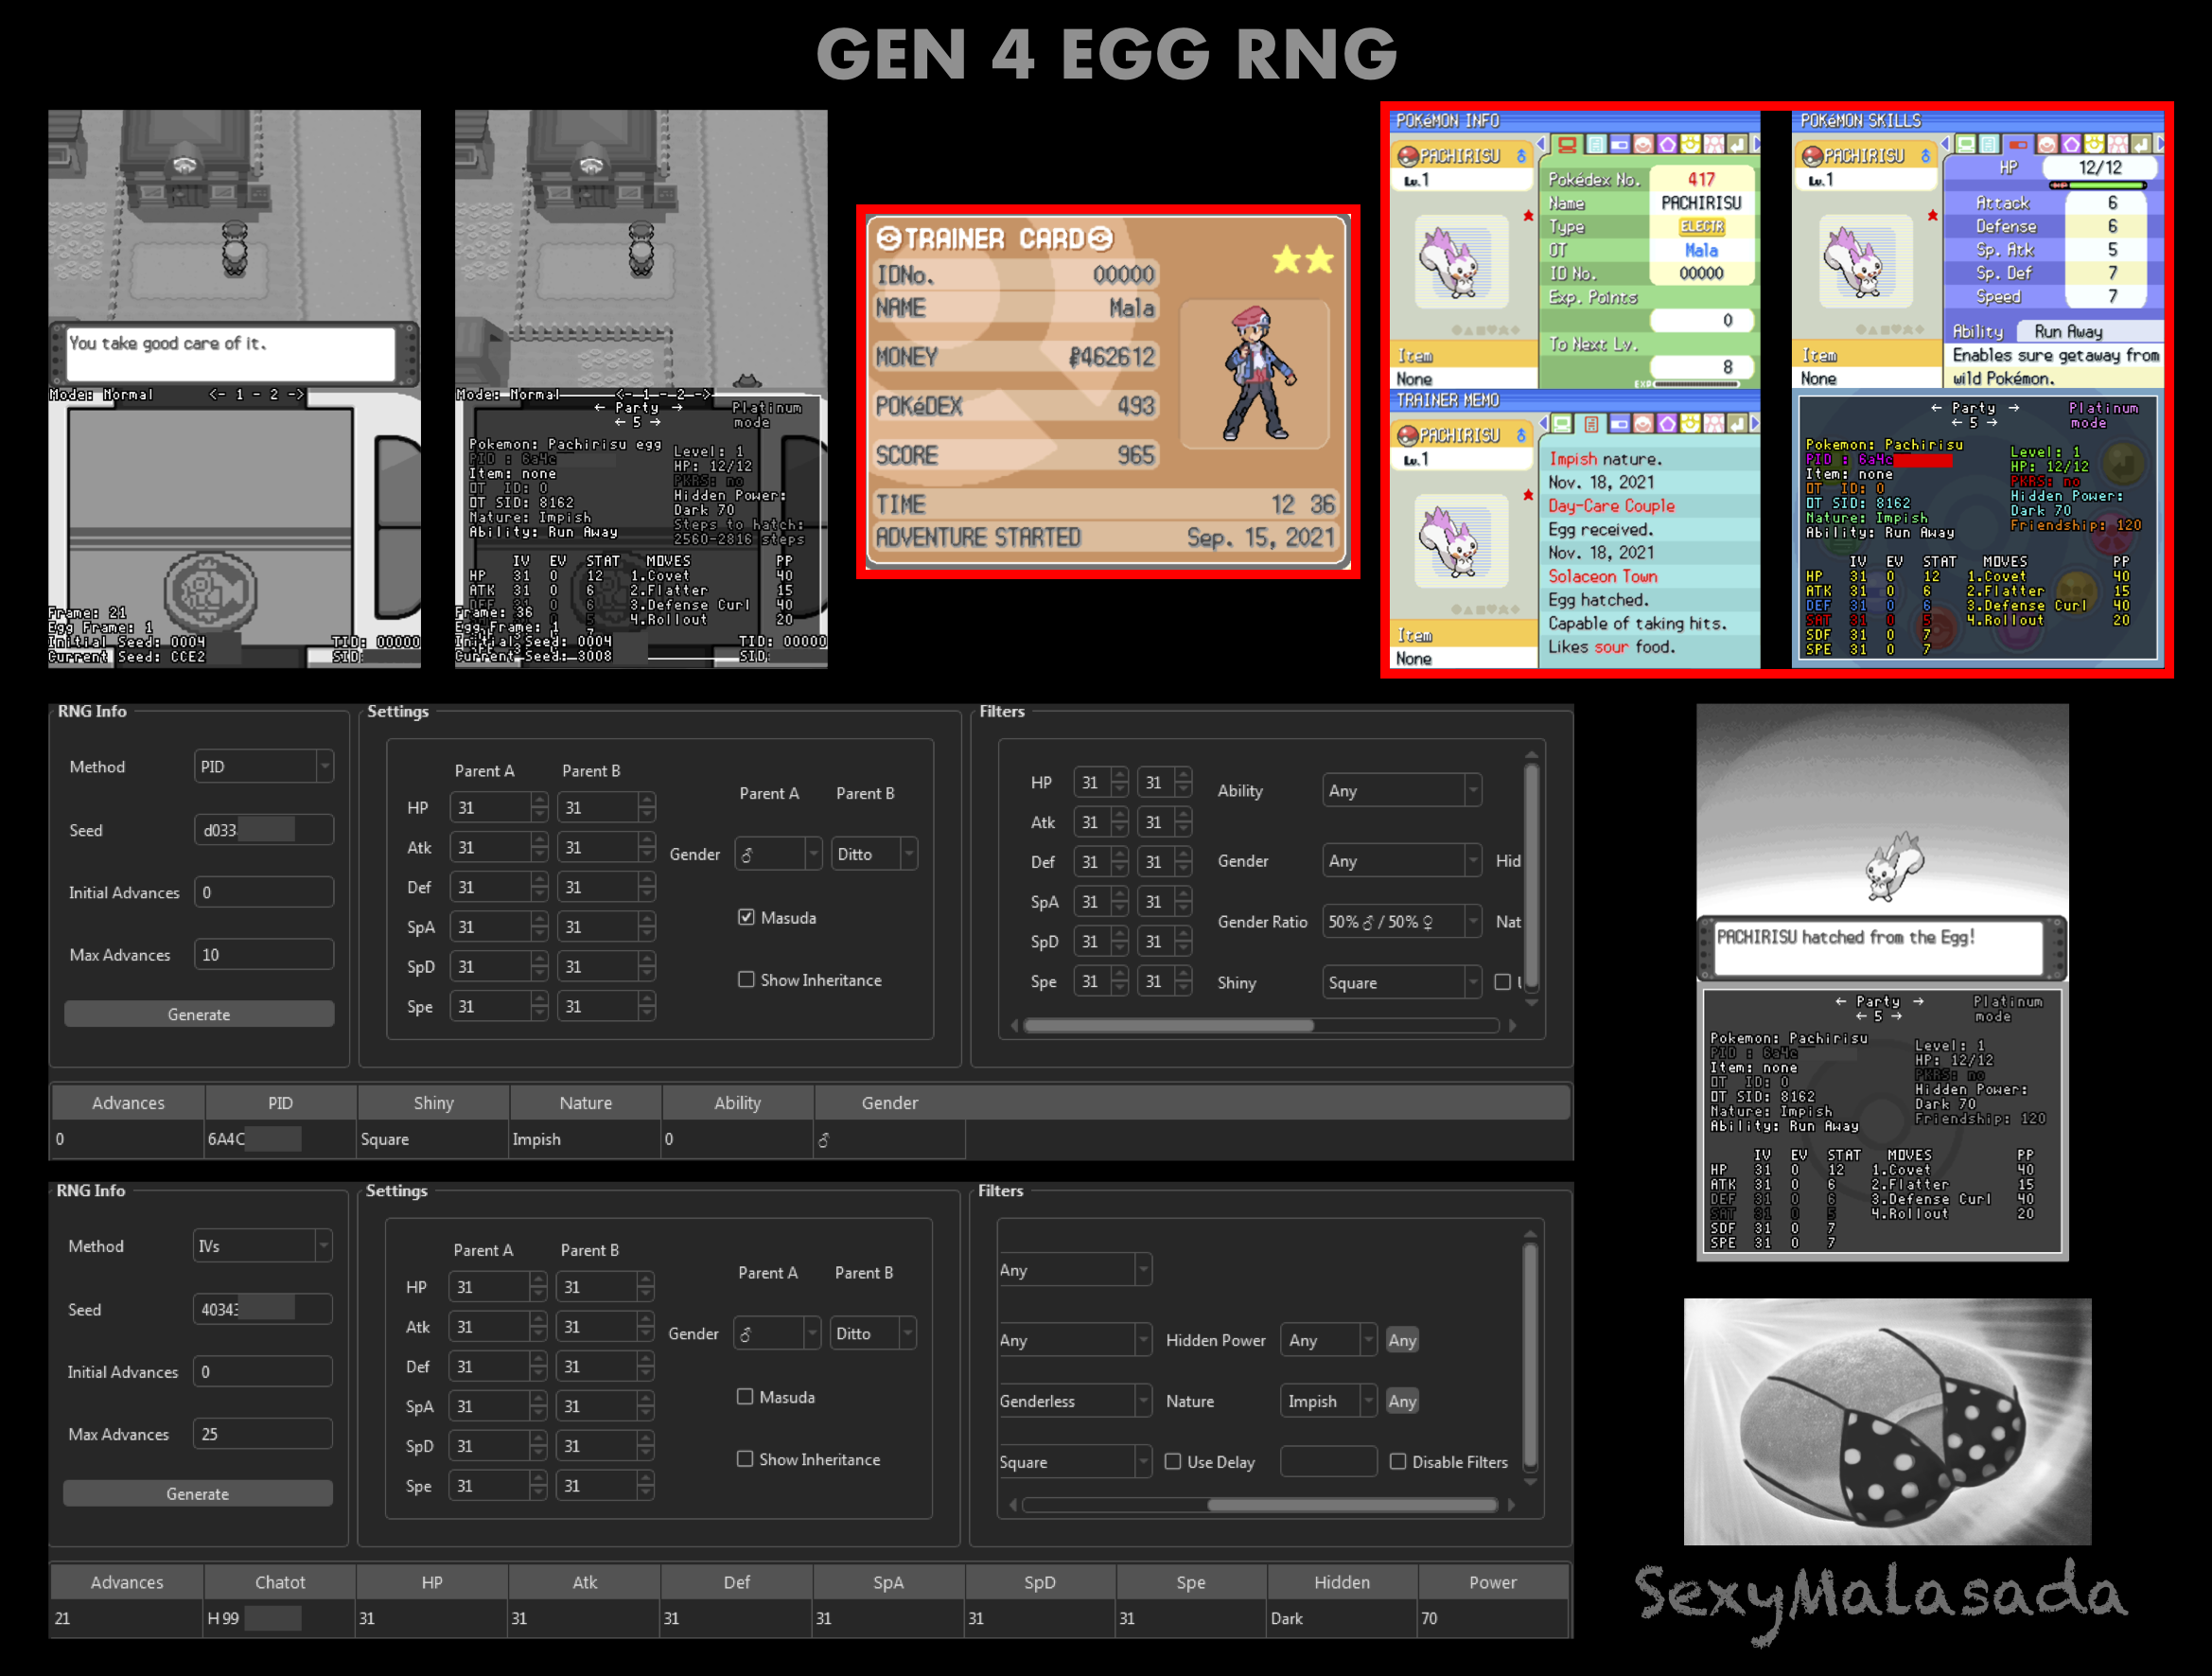 GEN 4 EGG RNG
You take good care of it.
Mode: Normal <- 1 - 2 ->
Frame: 21
Egg Frame: 1
Initial Seed: 0004 TID: 00000
Current Seed: CCE2 SID:
Mode: Normal <- 1 - 2 ->
← Party → Platinum
← 5 → mode
Pokemon: Pachirisu egg Level: 1
PID : 6a4c HP: 12/12
Item: none PKRS: no
OT ID: 0 Hidden Power:
OT SID: 8162 Dark 70
Nature: Impish Steps to hatch:
Ability: Run Away 2560-2816 steps
IV EV STAT MOVES PP
HP 31 0 12 1.Covet 40
ATK 31 0 6 2.Flatter 15
DEF 31 0 6 3.Defense Curl 40
4.Rollout 20
Frame: 36
Egg Frame: 1
Initial Seed: 0004 TID: 00000
Current Seed: 3008 SID:
TRAINER CARD
IDNo. 00000
NAME Mala
MONEY 462612
POKéDEX 493
SCORE 965
TIME 12 36
ADVENTURE STARTED Sep. 15, 2021
POKéMON INFO
PACHIRISU ♂
Lv.1
Pokédex No. 417
Name PACHIRISU
Type ELECTR
OT Mala
ID No. 00000
Exp. Points
0
To Next Lv.
8
EXP
Item
None
TRAINER MEMO
PACHIRISU ♂
Lv.1
Impish nature.
Nov. 18, 2021
Day-Care Couple
Egg received.
Nov. 18, 2021
Solaceon Town
Egg hatched.
Capable of taking hits.
Likes sour food.
Item
None
POKéMON SKILLS
PACHIRISU ♂
Lv.1
HP 12/12
Attack 6
Defense 6
Sp. Atk 5
Sp. Def 7
Speed 7
Ability Run Away
Enables sure getaway from
wild Pokémon.
Item
None
← Party → Platinum
← 5 → mode
Pokemon: Pachirisu Level: 1
PID : 6a4c HP: 12/12
Item: none PKRS: no
OT ID: 0 Hidden Power:
OT SID: 8162 Dark 70
Nature: Impish Friendship: 120
Ability: Run Away
IV EV STAT MOVES PP
HP 31 0 12 1.Covet 40
ATK 31 0 6 2.Flatter 15
DEF 31 0 6 3.Defense Curl 40
SAT 31 0 5 4.Rollout 20
SDF 31 0 7
SPE 31 0 7
RNG Info
Method PID
Seed d033
Initial Advances 0
Max Advances 10
Generate
Settings
Parent A Parent B
HP 31 31
Atk 31 31
Def 31 31
SpA 31 31
SpD 31 31
Spe 31 31
Parent A Parent B
Gender ♂ Ditto
Masuda
Show Inheritance
Filters
HP 31 31
Atk 31 31
Def 31 31
SpA 31 31
SpD 31 31
Spe 31 31
Ability Any
Gender Any Hid
Gender Ratio 50% ♂ / 50% ♀ Nat
Shiny Square
Advances PID Shiny Nature Ability Gender
0 6A4C Square Impish 0 ♂
RNG Info
Method IVs
Seed 4034
Initial Advances 0
Max Advances 25
Generate
Settings
Parent A Parent B
HP 31 31
Atk 31 31
Def 31 31
SpA 31 31
SpD 31 31
Spe 31 31
Parent A Parent B
Gender ♂ Ditto
Masuda
Show Inheritance
Filters
Any
Any Hidden Power Any Any
Genderless Nature Impish Any
Square Use Delay Disable Filters
Advances Chatot HP Atk Def SpA SpD Spe Hidden Power
21 H 99 31 31 31 31 31 31 Dark 70
PACHIRISU hatched from the Egg!
← Party → Platinum
← 5 → mode
Pokemon: Pachirisu Level: 1
PID : 6a4c HP: 12/12
Item: none PKRS: no
OT ID: 0 Hidden Power:
OT SID: 8162 Dark 70
Nature: Impish Friendship: 120
Ability: Run Away
IV EV STAT MOVES PP
HP 31 0 12 1.Covet 40
ATK 31 0 6 2.Flatter 15
DEF 31 0 6 3.Defense Curl 40
SAT 31 0 5 4.Rollout 20
SDF 31 0 7
SPE 31 0 7
SexyMalasada